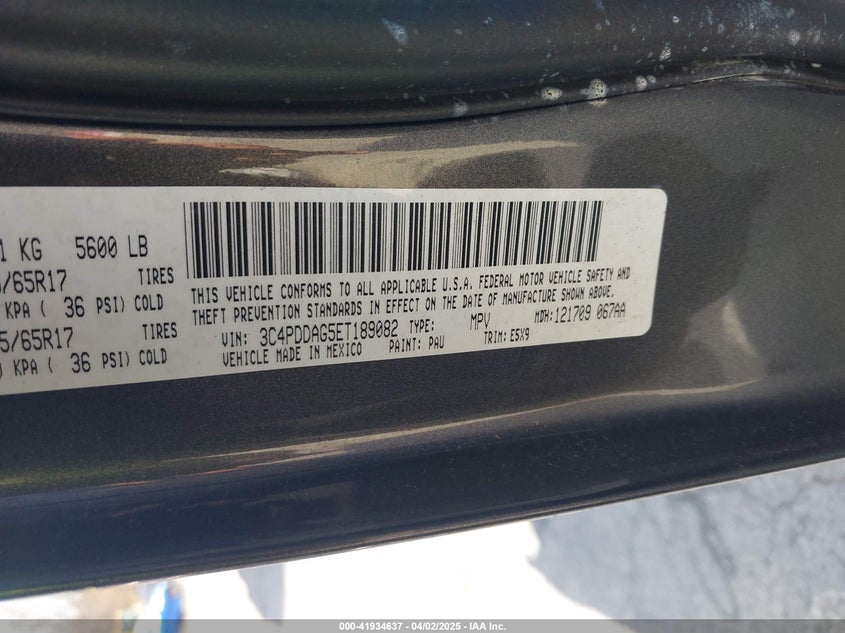 1 KG 5600 LB
/65R17 TIRES
KPA ( 36 PSI) COLD
5/65R17 TIRES
) KPA ( 36 PSI) COLD
THIS VEHICLE CONFORMS TO ALL APPLICABLE U.S.A. FEDERAL MOTOR VEHICLE SAFETY AND
THEFT PREVENTION STANDARDS IN EFFECT ON THE DATE OF MANUFACTURE SHOWN ABOVE.
VIN: 3C4PDDAG5ET189082 TYPE: MPV MDH: 121709 067AA
VEHICLE MADE IN MEXICO PAINT: PAU TRIM: E5X9
000-41934637 - 04/02/2025 - IAA Inc.